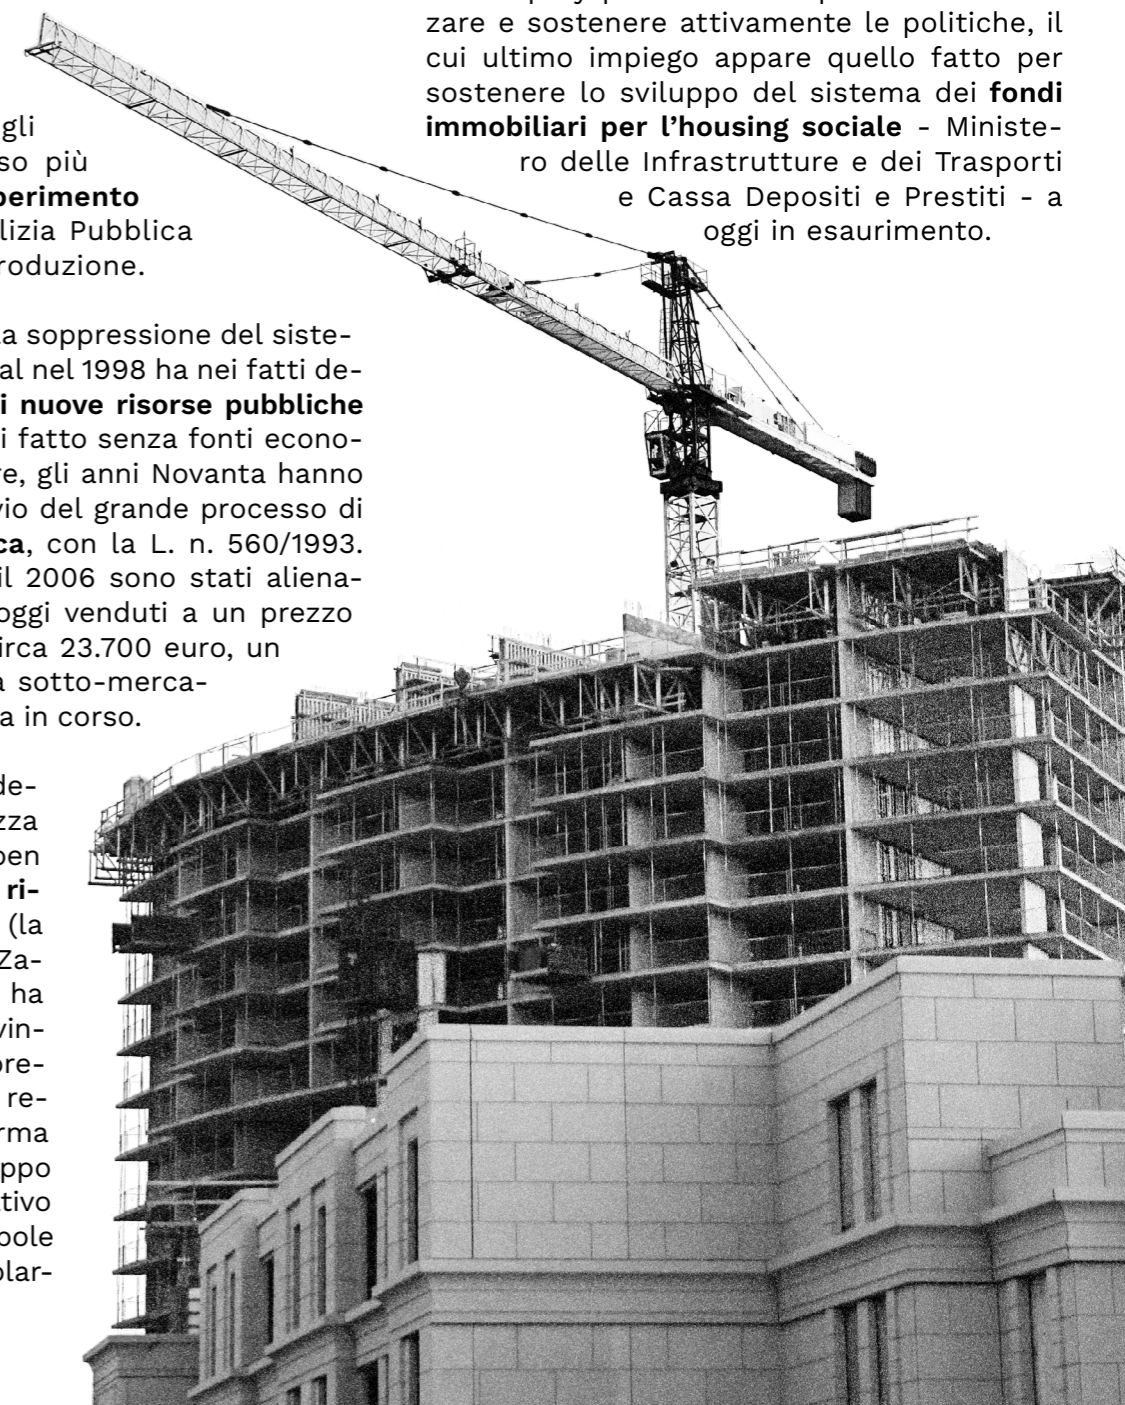 gli
so più
perimento
lizia Pubblica
roduzione.
la soppressione del siste-
al nel 1998 ha nei fatti de-
i nuove risorse pubbliche
i fatto senza fonti econo-
re, gli anni Novanta hanno
vio del grande processo di
ca, con la L. n. 560/1993.
il 2006 sono stati aliena-
oggi venduti a un prezzo
irca 23.700 euro, un
a sotto-merca-
a in corso.
de-
zza
ben
ri-
(la
Za-
ha
vin-
pre-
re-
rma
ppo
tivo
pole
olar-
zare e sostenere attivamente le politiche, il
cui ultimo impiego appare quello fatto per
sostenere lo sviluppo del sistema dei fondi
immobiliari per l’housing sociale - Ministe-
ro delle Infrastrutture e dei Trasporti
e Cassa Depositi e Prestiti - a
oggi in esaurimento.